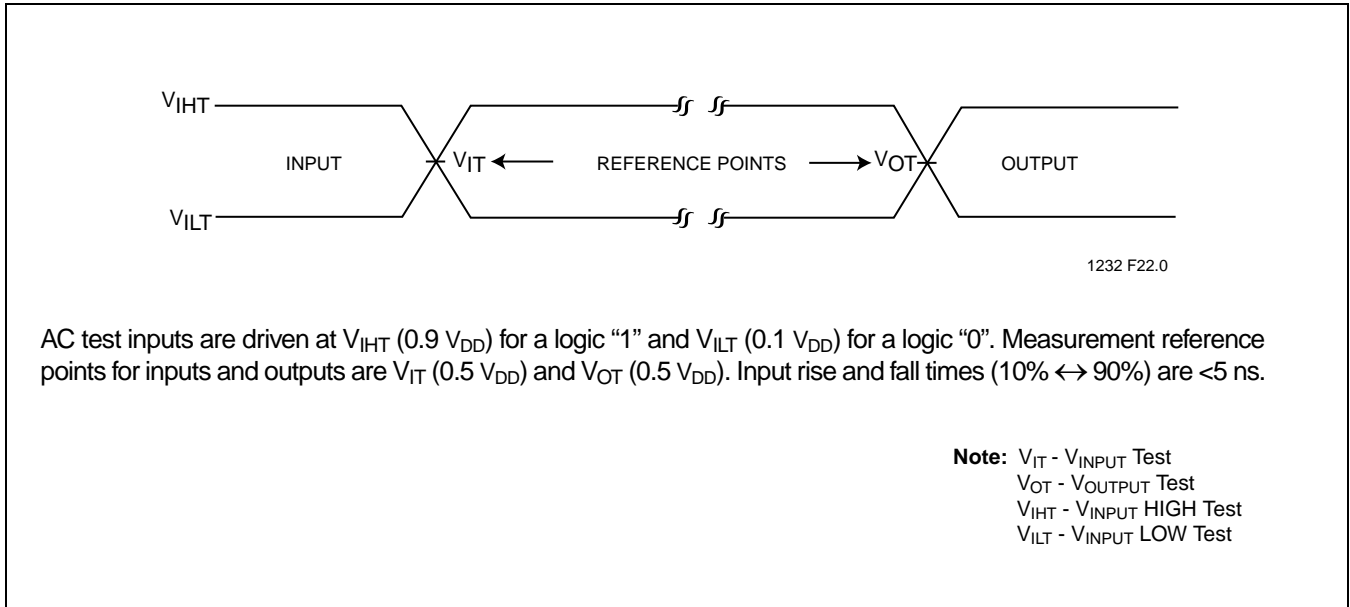 VIHT
INPUT VIT REFERENCE POINTS VOT OUTPUT
VILT
1232 F22.0
AC test inputs are driven at VIHT (0.9 VDD) for a logic “1” and VILT (0.1 VDD) for a logic “0”. Measurement reference
points for inputs and outputs are VIT (0.5 VDD) and VOT (0.5 VDD). Input rise and fall times (10% ↔ 90%) are <5 ns.
Note: VIT - VINPUT Test
VOT - VOUTPUT Test
VIHT - VINPUT HIGH Test
VILT - VINPUT LOW Test